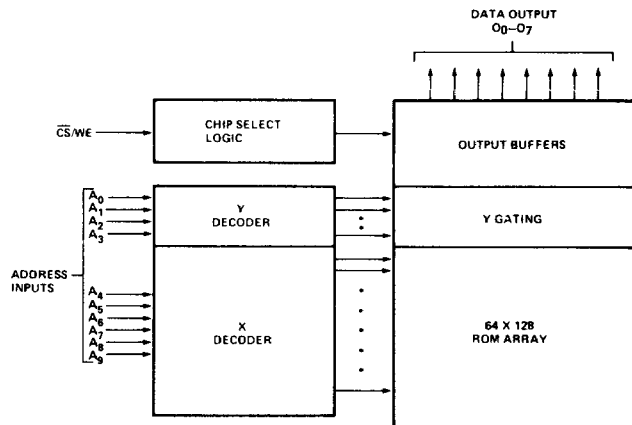 DATA OUTPUT
O0–O7
CS/WE
CHIP SELECT
LOGIC
OUTPUT BUFFERS
A0
A1
A2
A3
Y
DECODER
Y GATING
ADDRESS
INPUTS
A4
A5
A6
A7
A8
A9
X
DECODER
64 X 128
ROM ARRAY